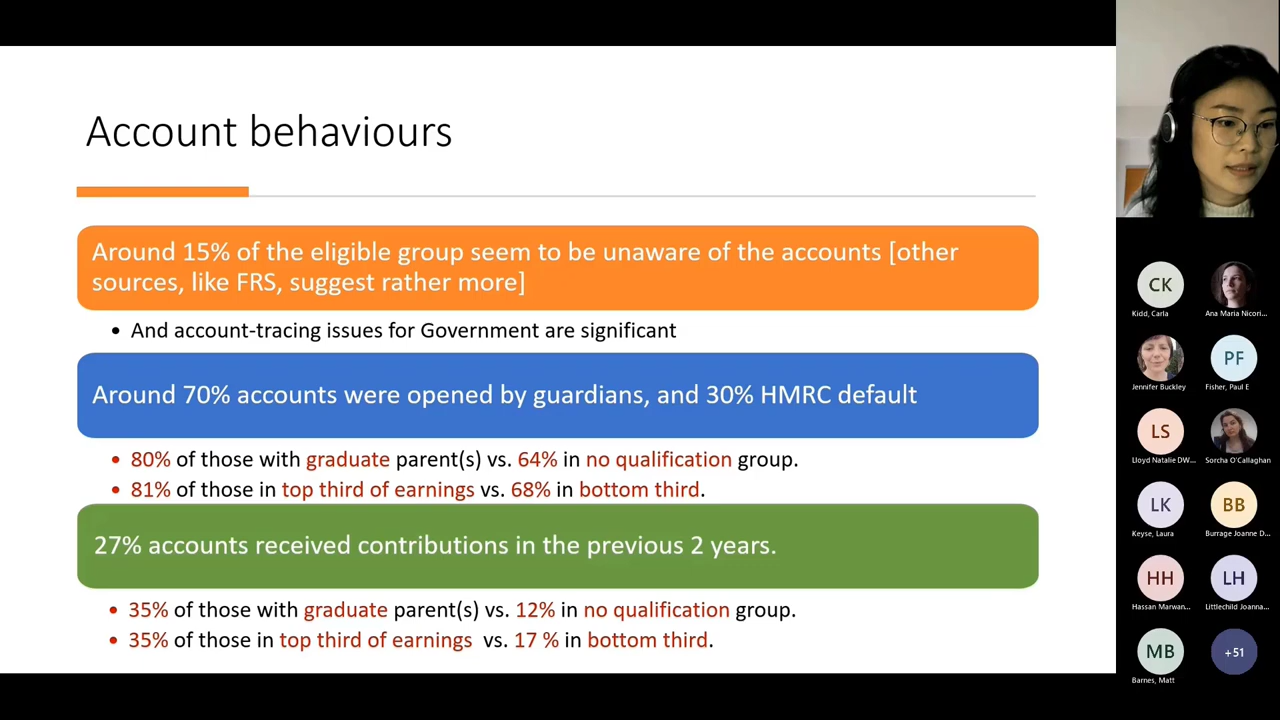 Account behaviours
Around 15% of the eligible group seem to be unaware of the accounts [other
sources, like FRS, suggest rather more]
• And account-tracing issues for Government are significant
Around 70% accounts were opened by guardians, and 30% HMRC default
• 80% of those with graduate parent(s) vs. 64% in no qualification group.
• 81% of those in top third of earnings vs. 68% in bottom third.
27% accounts received contributions in the previous 2 years.
• 35% of those with graduate parent(s) vs. 12% in no qualification group.
• 35% of those in top third of earnings vs. 17 % in bottom third.
CK
Kidd, Carla
Ana Maria Nicori...
Jennifer Buckley
PF
Fisher, Paul E
LS
Lloyd Natalie DW...
Sorcha O'Callaghan
LK
Keyse, Laura
BB
Burrage Joanne D...
HH
Hassan Marwan...
LH
Littlechild Joanna...
MB
Barnes, Matt
+51